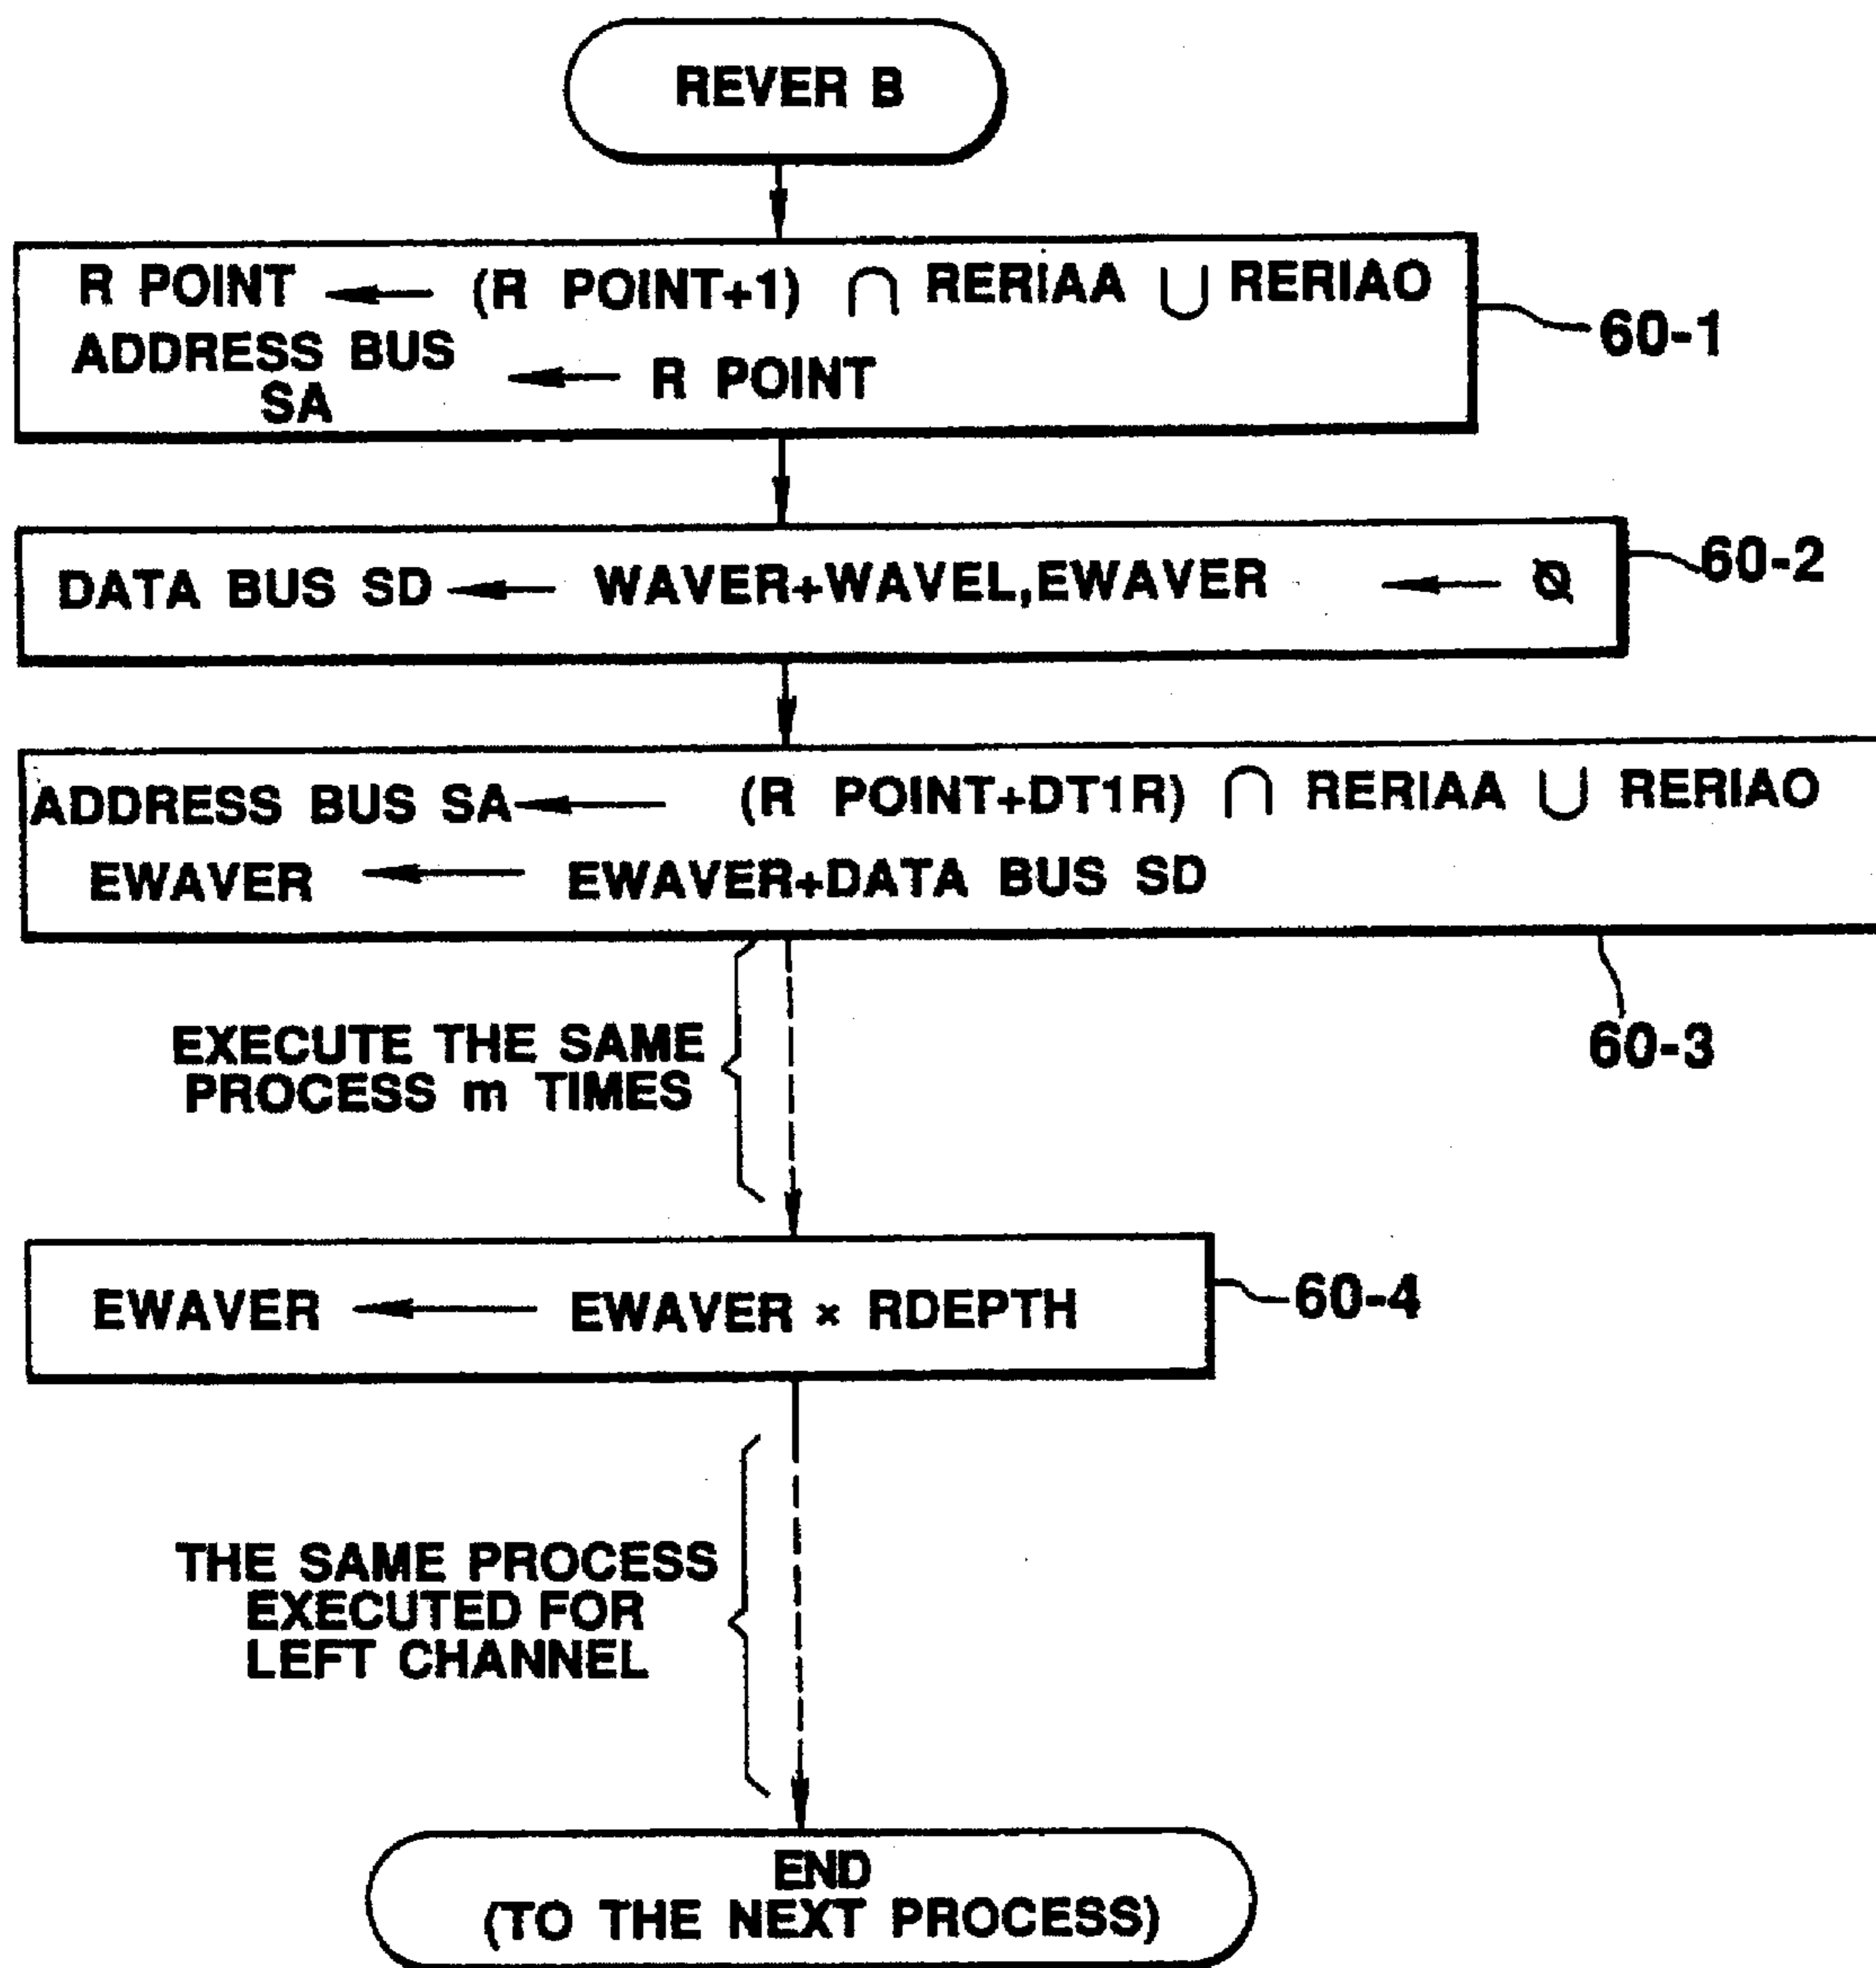 REVER B
R POINT ← (R POINT+1) ∩ RERIAA ∪ RERIAO
ADDRESS BUS
SA ← R POINT
60-1
DATA BUS SD ← WAVER+WAVEL,EWAVER ← Ø
60-2
ADDRESS BUS SA ← (R POINT+DT1R) ∩ RERIAA ∪ RERIAO
EWAVER ← EWAVER+DATA BUS SD
60-3
EXECUTE THE SAME
PROCESS m TIMES
EWAVER ← EWAVER × RDEPTH
60-4
THE SAME PROCESS
EXECUTED FOR
LEFT CHANNEL
END
(TO THE NEXT PROCESS)